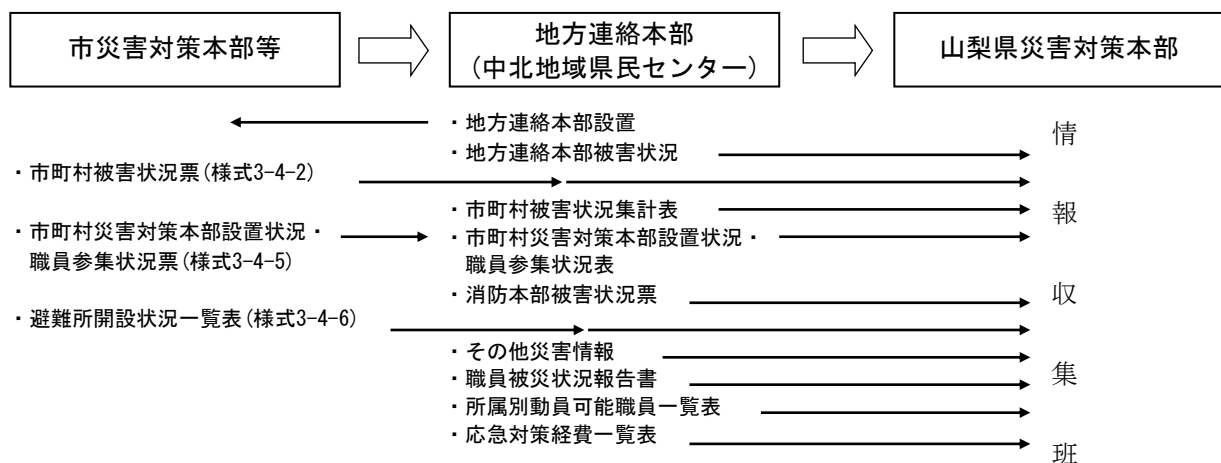 市災害対策本部等
地方連絡本部
(中北地域県民センター)
山梨県災害対策本部
・地方連絡本部設置
・地方連絡本部被害状況
・市町村被害状況票(様式3-4-2)
・市町村被害状況集計表
・市町村災害対策本部設置状況・
職員参集状況票(様式3-4-5)
・市町村災害対策本部設置状況・
職員参集状況表
・消防本部被害状況票
・避難所開設状況一覧表(様式3-4-6)
・その他災害情報
・職員被災状況報告書
・所属別動員可能職員一覧表
・応急対策経費一覧表
情報収集班